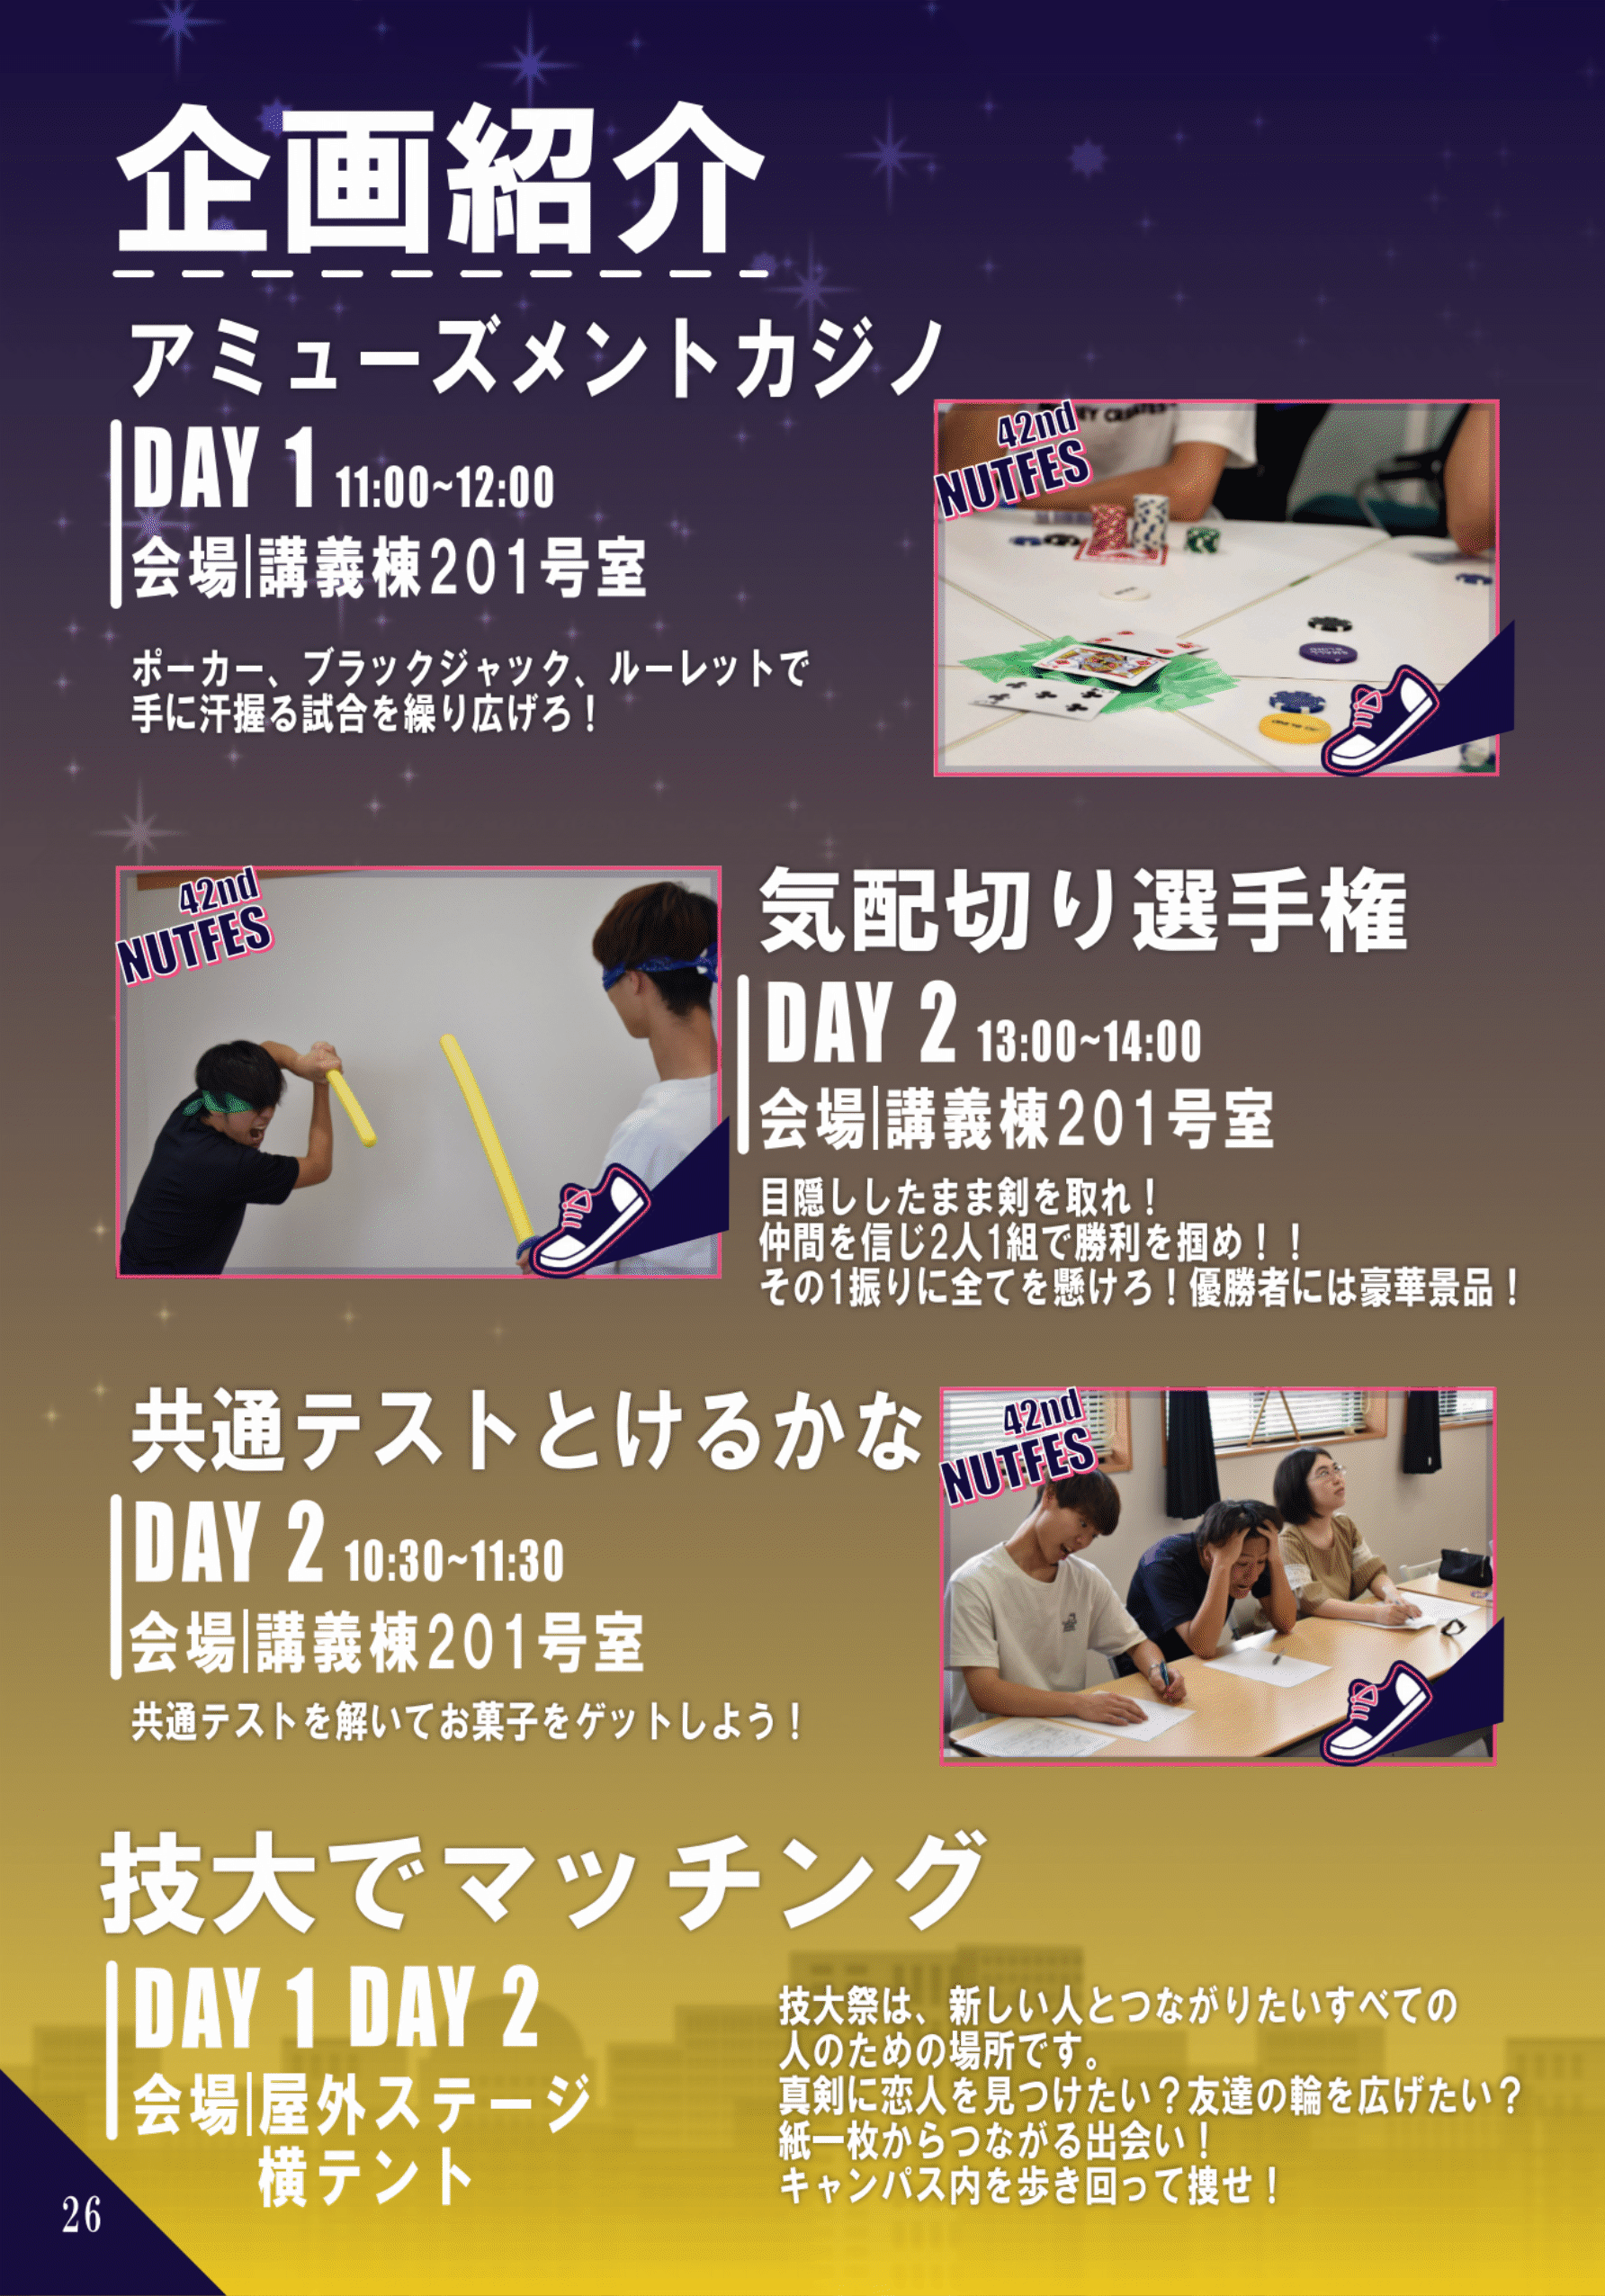 企画紹介
アミューズメントカジノ
DAY 1 11:00~12:00
会場|講義棟201号室
ポーカー、ブラックジャック、ルーレットで
手に汗握る試合を繰り広げろ！
42nd
NUTFES
42nd
NUTFES
気配切り選手権
DAY 2 13:00~14:00
会場|講義棟201号室
目隠ししたまま剣を取れ！
仲間を信じ2人1組で勝利を掴め！！
その1振りに全てを懸けろ！優勝者には豪華景品！
共通テストとけるかな
DAY 2 10:30~11:30
会場|講義棟201号室
共通テストを解いてお菓子をゲットしよう！
42nd
NUTFES
技大でマッチング
DAY 1 DAY 2
会場|屋外ステージ
横テント
技大祭は、新しい人とつながりたいすべての
人のための場所です。
真剣に恋人を見つけたい？友達の輪を広げたい？
紙一枚からつながる出会い！
キャンパス内を歩き回って捜せ！
26